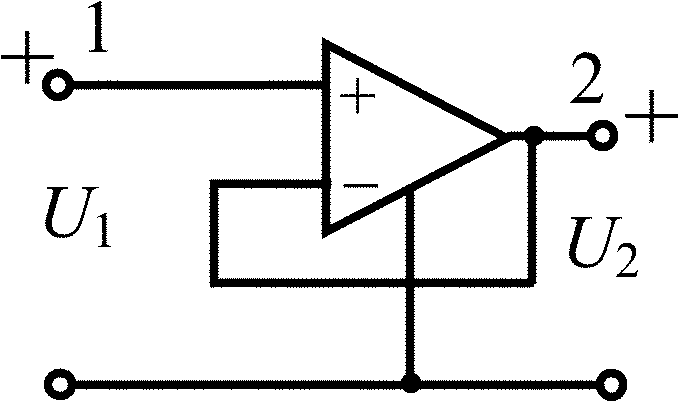 + 1
+
2 +
−
U₁
U₂